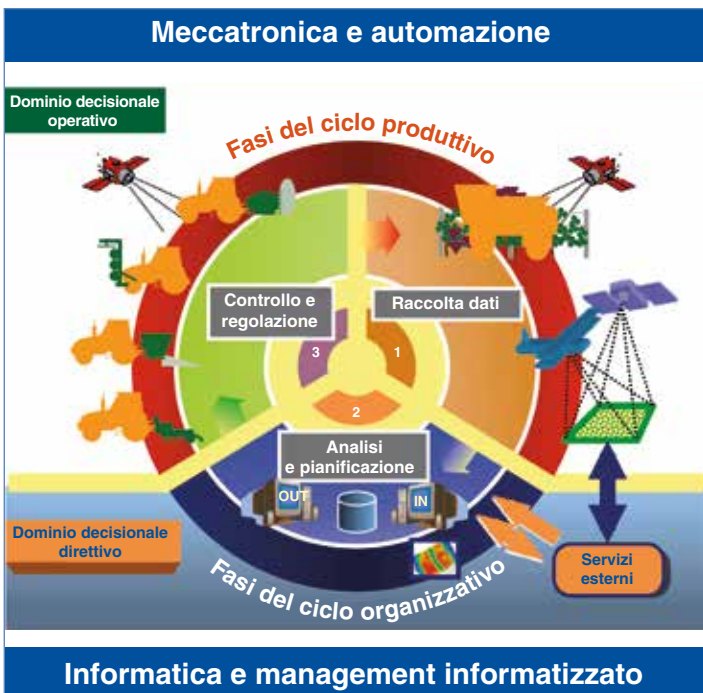 Meccatronica e automazione
Dominio decisionale
operativo
Fasi del ciclo produttivo
Controllo e
regolazione
Raccolta dati
3
1
2
Analisi
e pianificazione
OUT
IN
Dominio decisionale
direttivo
Servizi
esterni
Fasi del ciclo organizzativo
Informatica e management informatizzato